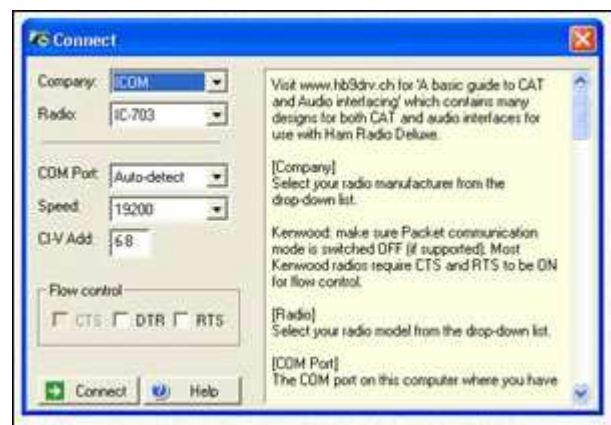 Connect
Company: ICOM
Radio: IC-703
COM Port: Auto-detect
Speed: 19200
CI-V Add: 68
Flow control
CTS DTR RTS
Connect Help
Visit www.hb9drv.ch for 'A basic guide to CAT
and Audio interfacing' which contains many
designs for both CAT and audio interfaces for
use with Ham Radio Deluxe.
[Company]
Select your radio manufacturer from the
drop-down list.
Kenwood: make sure Packet communication
mode is switched OFF (if supported). Most
Kenwood radios require CTS and RTS to be ON
for flow control.
[Radio]
Select your radio model from the drop-down list.
[COM Port]
The COM port on this computer where you have